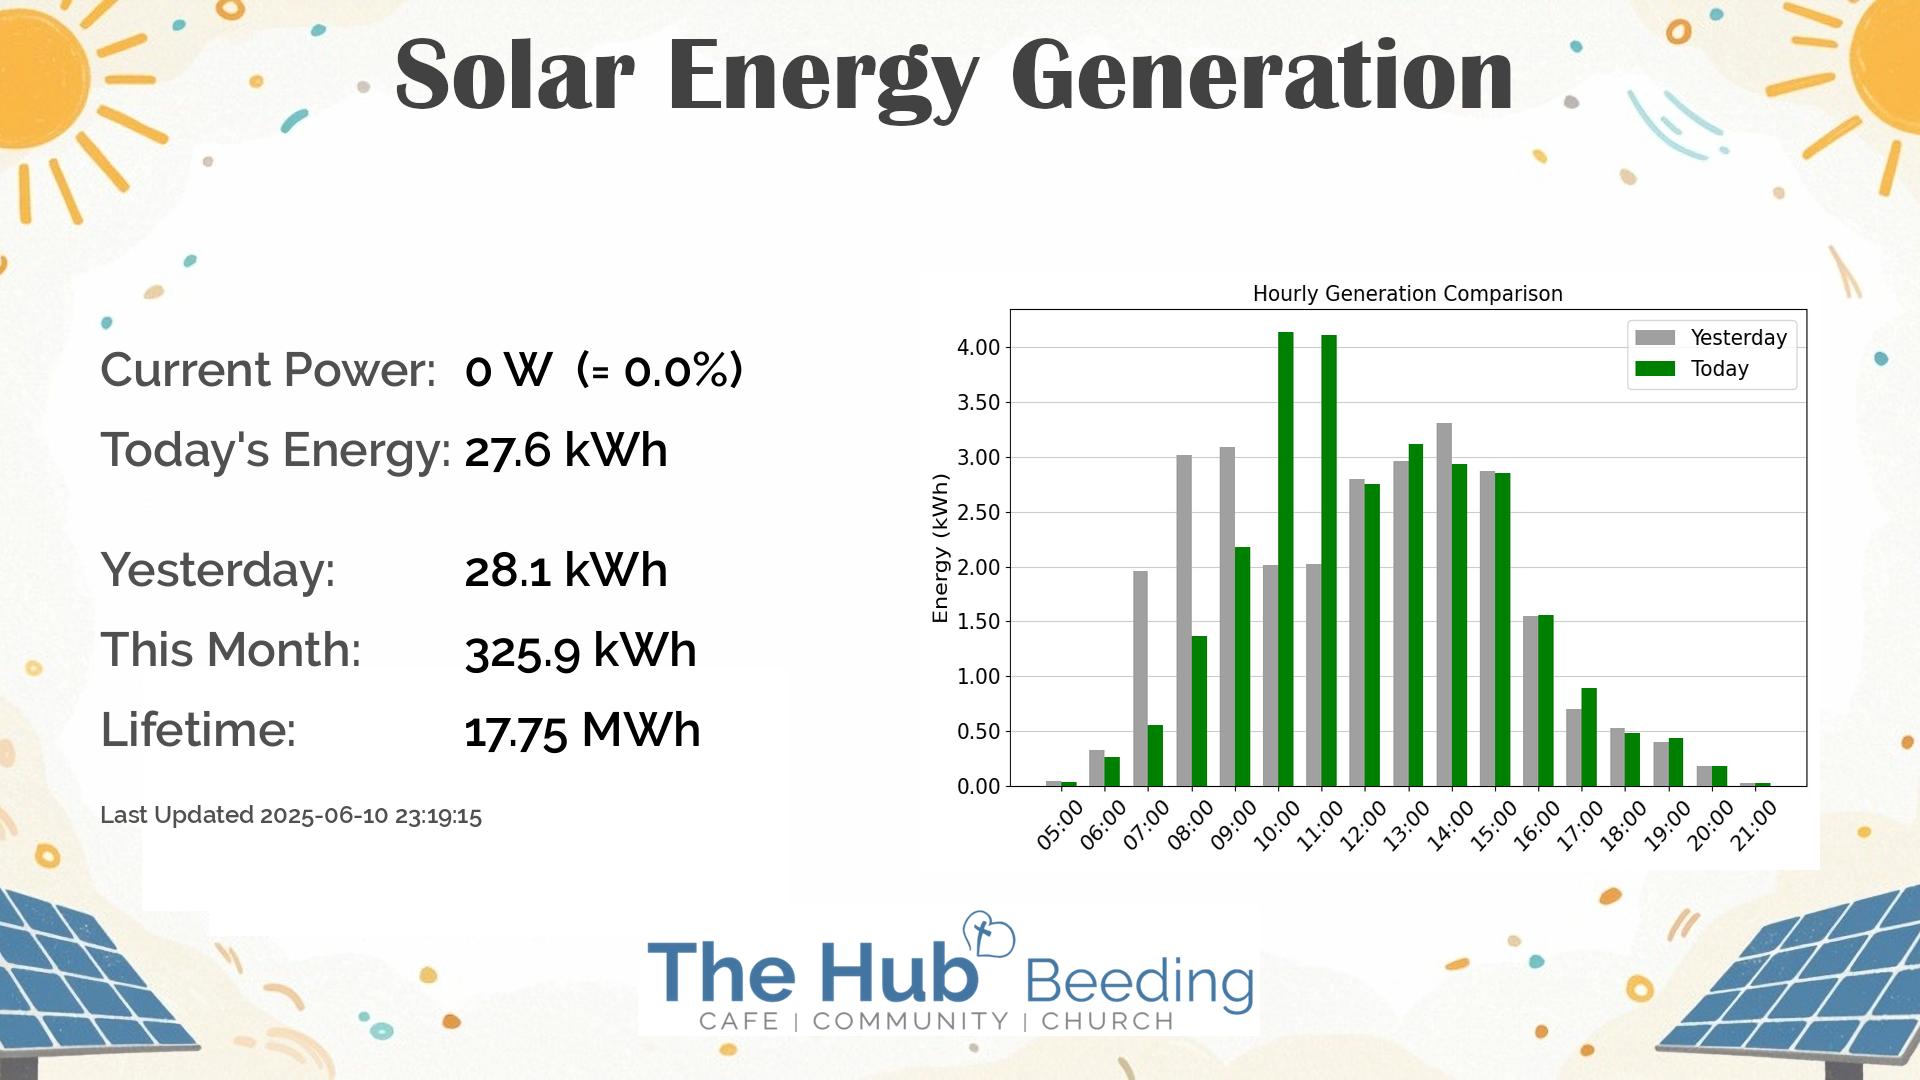 Solar Energy Generation
Current Power: 0 W (= 0.0%)
Today's Energy: 27.6 kWh
Yesterday: 28.1 kWh
This Month: 325.9 kWh
Lifetime: 17.75 MWh
Last Updated 2025-06-10 23:19:15
Hourly Generation Comparison
Yesterday
Today
Energy (kWh)
4.00
3.50
3.00
2.50
2.00
1.50
1.00
0.50
0.00
05:00 06:00 07:00 08:00 09:00 10:00 11:00 12:00 13:00 14:00 15:00 16:00 17:00 18:00 19:00 20:00 21:00
The Hub Beeding
CAFE | COMMUNITY | CHURCH